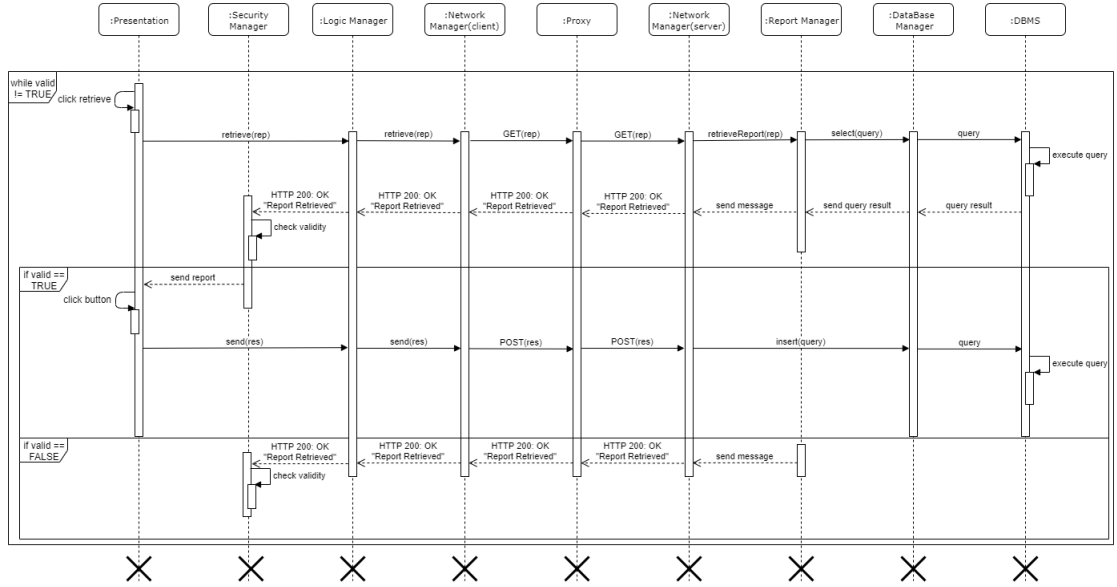 :Presentation
:Security
Manager
:Logic Manager
:Network
Manager(client)
:Proxy
:Network
Manager(server)
:Report Manager
:DataBase
Manager
:DBMS
while valid
!= TRUE
click retrieve
retrieve(rep)
retrieve(rep)
GET(rep)
GET(rep)
retrieveReport(rep)
select(query)
query
execute query
HTTP 200: OK
"Report Retrieved"
HTTP 200: OK
"Report Retrieved"
HTTP 200: OK
"Report Retrieved"
HTTP 200: OK
"Report Retrieved"
send message
send query result
query result
check validity
if valid ==
TRUE
send report
click button
send(res)
send(res)
POST(res)
POST(res)
insert(query)
query
execute query
if valid ==
FALSE
HTTP 200: OK
"Report Retrieved"
HTTP 200: OK
"Report Retrieved"
HTTP 200: OK
"Report Retrieved"
HTTP 200: OK
"Report Retrieved"
send message
check validity